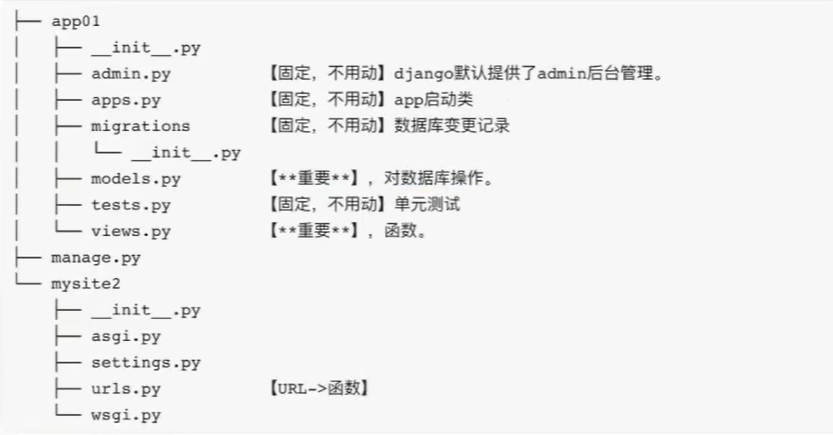 ├── app01
│   ├── __init__.py
│   ├── admin.py         【固定，不用动】django默认提供了admin后台管理。
│   ├── apps.py          【固定，不用动】app启动类
│   ├── migrations       【固定，不用动】数据库变更记录
│   │   └── __init__.py
│   ├── models.py        【**重要**】，对数据库操作。
│   ├── tests.py         【固定，不用动】单元测试
│   └── views.py         【**重要**】，函数。
├── manage.py
└── mysite2
    ├── __init__.py
    ├── asgi.py
    ├── settings.py
    ├── urls.py          【URL->函数】
    └── wsgi.py